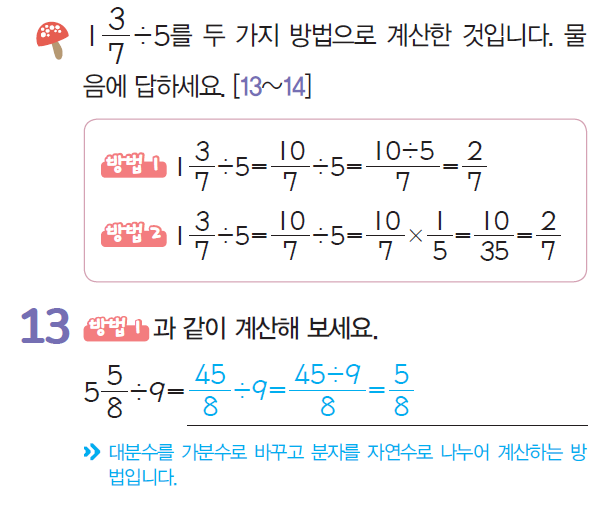 1 3/7 ÷5를 두 가지 방법으로 계산한 것입니다. 물
음에 답하세요. [13~14]
방법 1 1 3/7 ÷5= 10/7 ÷5= 10÷5/7 = 2/7
방법 2 1 3/7 ÷5= 10/7 ÷5= 10/7 × 1/5 = 10/35 = 2/7
13 방법 1 과 같이 계산해 보세요.
5 5/8 ÷9= 45/8 ÷9= 45÷9/8 = 5/8
» 대분수를 가분수로 바꾸고 분자를 자연수로 나누어 계산하는 방
법입니다.